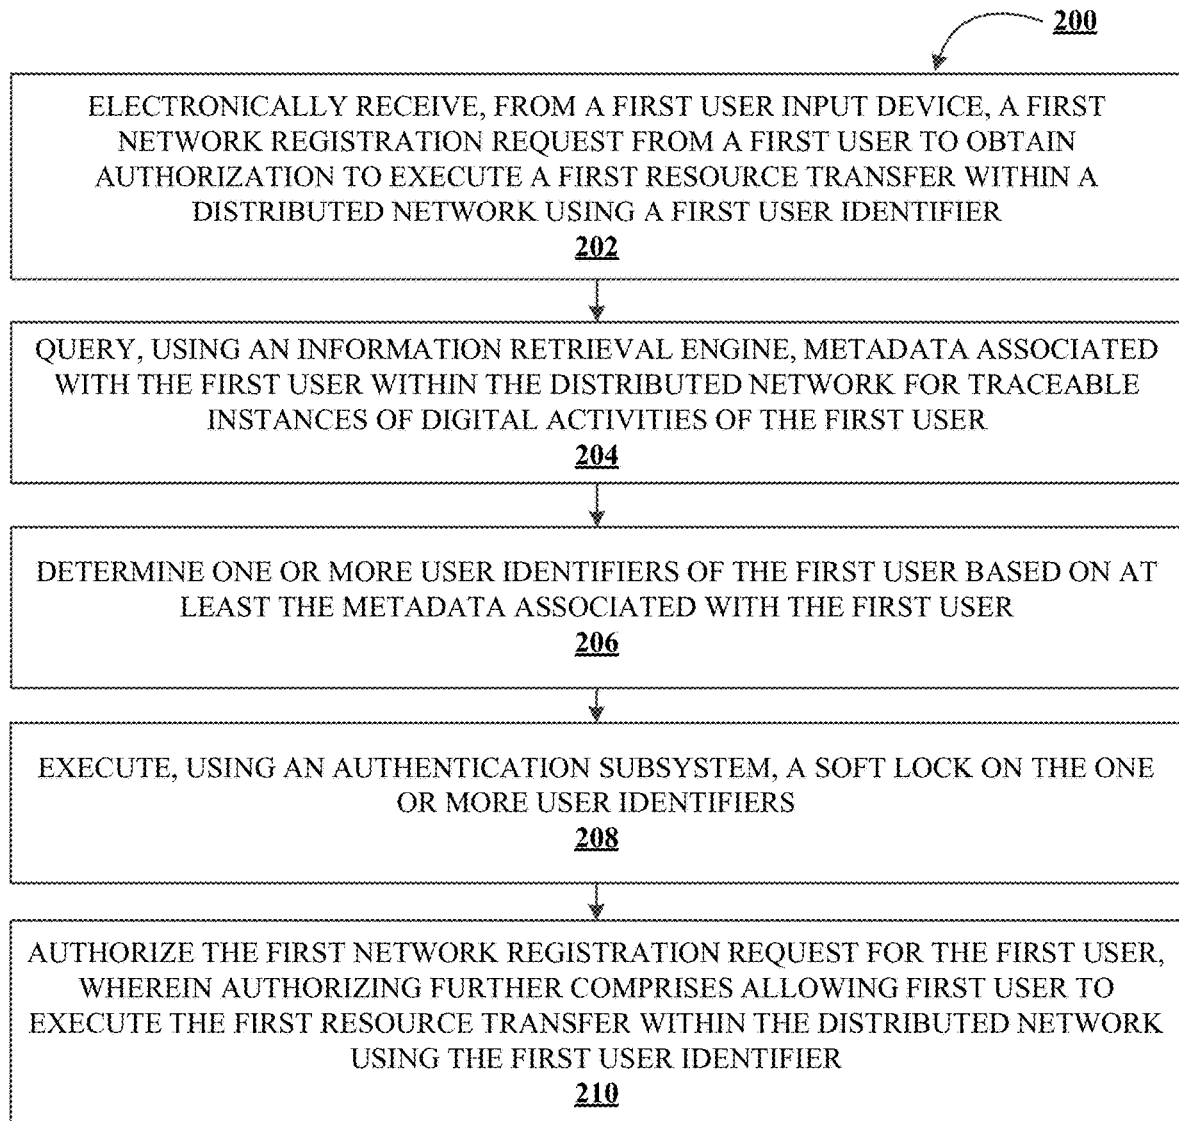 200
ELECTRONICALLY RECEIVE, FROM A FIRST USER INPUT DEVICE, A FIRST
NETWORK REGISTRATION REQUEST FROM A FIRST USER TO OBTAIN
AUTHORIZATION TO EXECUTE A FIRST RESOURCE TRANSFER WITHIN A
DISTRIBUTED NETWORK USING A FIRST USER IDENTIFIER
202
QUERY, USING AN INFORMATION RETRIEVAL ENGINE, METADATA ASSOCIATED
WITH THE FIRST USER WITHIN THE DISTRIBUTED NETWORK FOR TRACEABLE
INSTANCES OF DIGITAL ACTIVITIES OF THE FIRST USER
204
DETERMINE ONE OR MORE USER IDENTIFIERS OF THE FIRST USER BASED ON AT
LEAST THE METADATA ASSOCIATED WITH THE FIRST USER
206
EXECUTE, USING AN AUTHENTICATION SUBSYSTEM, A SOFT LOCK ON THE ONE
OR MORE USER IDENTIFIERS
208
AUTHORIZE THE FIRST NETWORK REGISTRATION REQUEST FOR THE FIRST USER,
WHEREIN AUTHORIZING FURTHER COMPRISES ALLOWING FIRST USER TO
EXECUTE THE FIRST RESOURCE TRANSFER WITHIN THE DISTRIBUTED NETWORK
USING THE FIRST USER IDENTIFIER
210